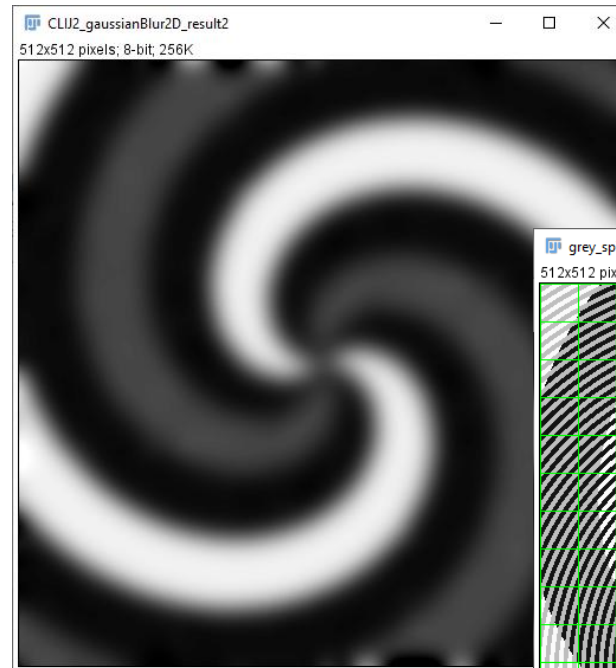 CLIJ2_gaussianBlur2D_result2
512x512 pixels; 8-bit; 256K
grey_sp
512x512 pix